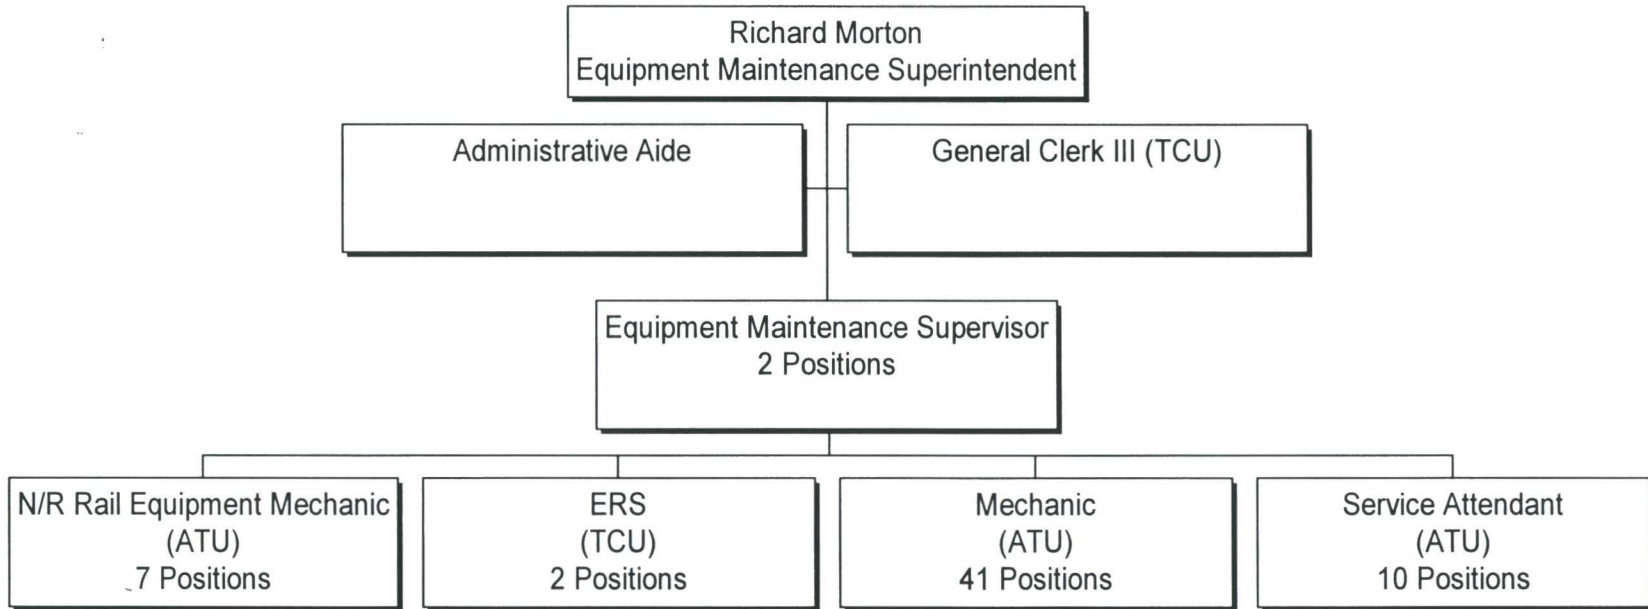 Richard Morton
Equipment Maintenance Superintendent
Administrative Aide
General Clerk III (TCU)
Equipment Maintenance Supervisor
2 Positions
N/R Rail Equipment Mechanic
(ATU)
7 Positions
ERS
(TCU)
2 Positions
Mechanic
(ATU)
41 Positions
Service Attendant
(ATU)
10 Positions